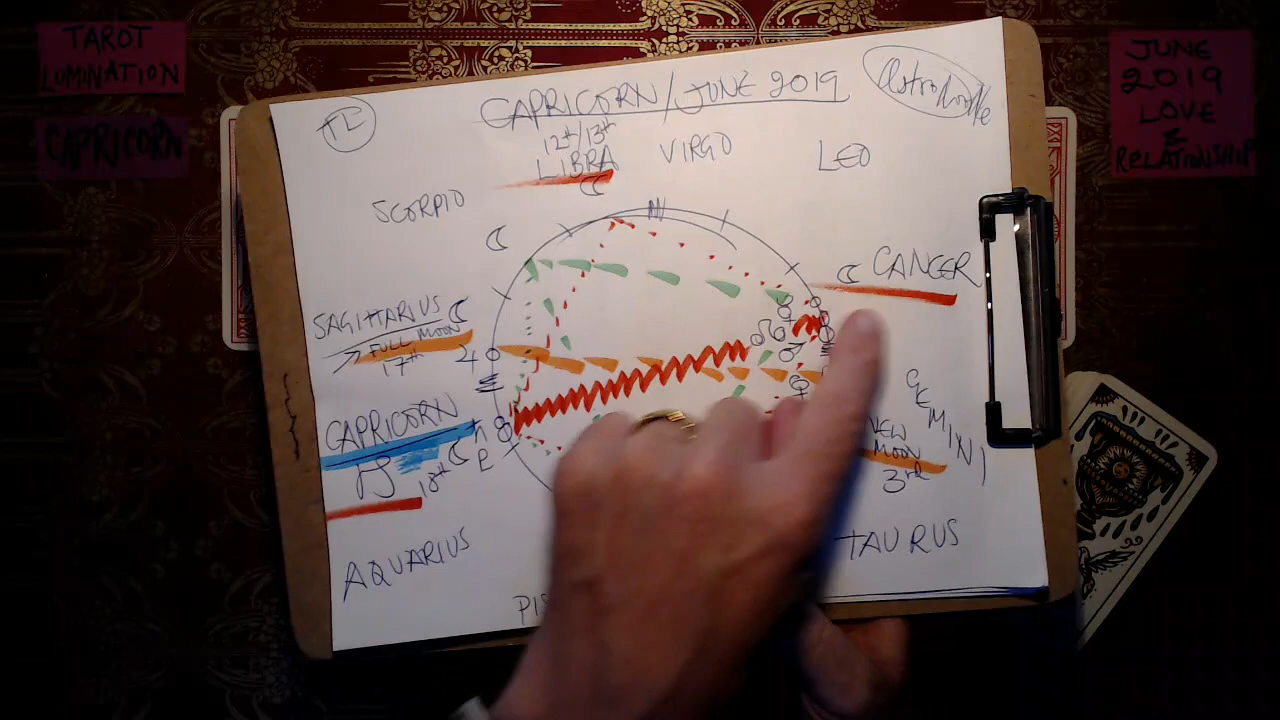 TAROT
LUMINATION
CAPRICORN
JUNE
2019
LOVE
&
RELATIONSHIP
TL
CAPRICORN/JUNE 2019
12th/13th
LIBRA
VIRGO
LEO
SCORPIO
CANCER
SAGITTARIUS
FULL MOON
17th
CAPRICORN
18th
GEMINI
NEW
MOON
3rd
AQUARIUS
TAURUS
PIS